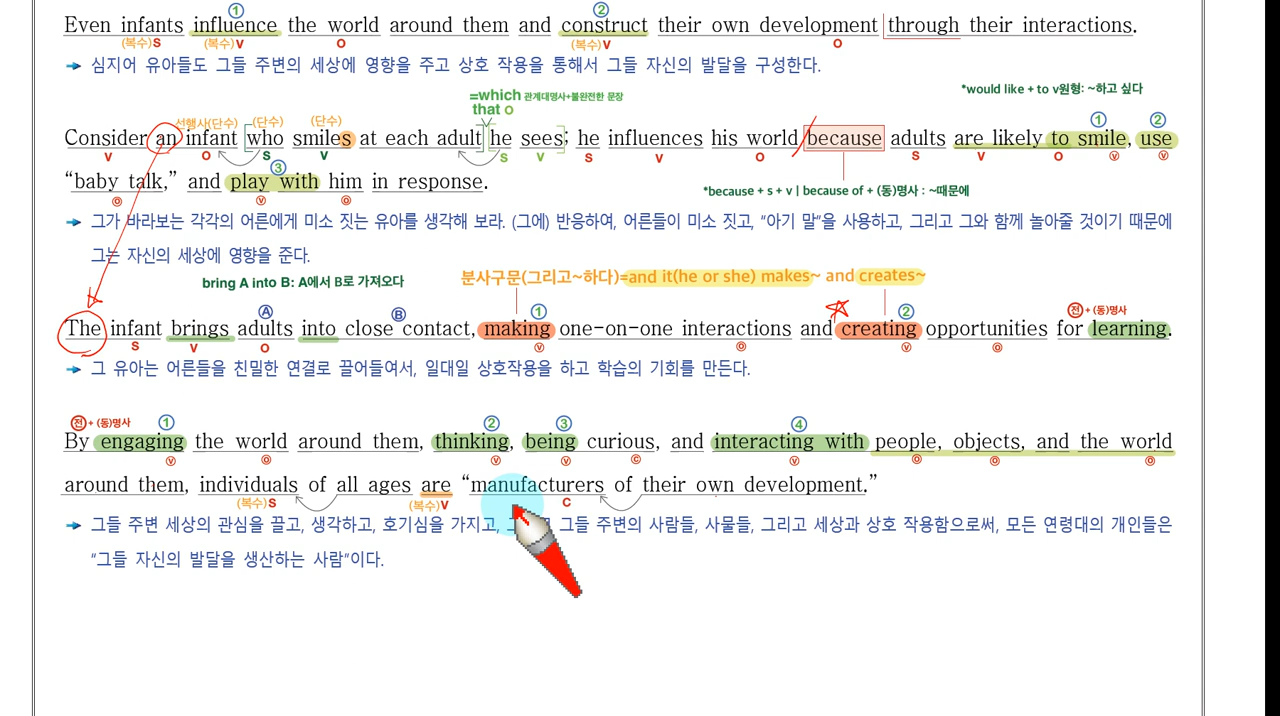 ① ②
Even infants influence the world around them and construct their own development through their interactions.
(복수)S (복수)V O (복수)V O
➔ 심지어 유아들도 그들 주변의 세상에 영향을 주고 상호 작용을 통해서 그들 자신의 발달을 구성한다.
=which 관계대명사+불완전한 문장 *would like + to v원형: ~하고 싶다
that O
선행사(단수) (단수) (단수) ① ②
Consider an infant who smiles at each adult he sees; he influences his world because adults are likely to smile, use
V O S V S V S V O S V O ⓥ ⓥ
③
“baby talk,” and play with him in response.
ⓞ ⓥ ⓞ *because + s + v | because of + (동)명사 : ~때문에
➔ 그가 바라보는 각각의 어른에게 미소 짓는 유아를 생각해 보라. (그에) 반응하여, 어른들이 미소 짓고, “아기 말”을 사용하고, 그리고 그와 함께 놀아줄 것이기 때문에
그는 자신의 세상에 영향을 준다.
bring A into B: A에서 B로 가져오다 분사구문(그리고~하다)=and it(he or she) makes~ and creates~
Ⓐ Ⓑ ① ② 전 + (동)명사
The infant brings adults into close contact, making one-on-one interactions and creating opportunities for learning.
S V O ⓥ ⓞ ⓥ ⓞ
➔ 그 유아는 어른들을 친밀한 연결로 끌어들여서, 일대일 상호작용을 하고 학습의 기회를 만든다.
전 + (동)명사 ① ② ③ ④
By engaging the world around them, thinking, being curious, and interacting with people, objects, and the world
ⓥ ⓞ ⓥ ⓥ ⓒ ⓥ ⓞ ⓞ ⓞ
around them, individuals of all ages are “manufacturers of their own development.”
(복수)S (복수)V C
➔ 그들 주변 세상의 관심을 끌고, 생각하고, 호기심을 가지고, 그들 주변의 사람들, 사물들, 그리고 세상과 상호 작용함으로써, 모든 연령대의 개인들은
“그들 자신의 발달을 생산하는 사람”이다.